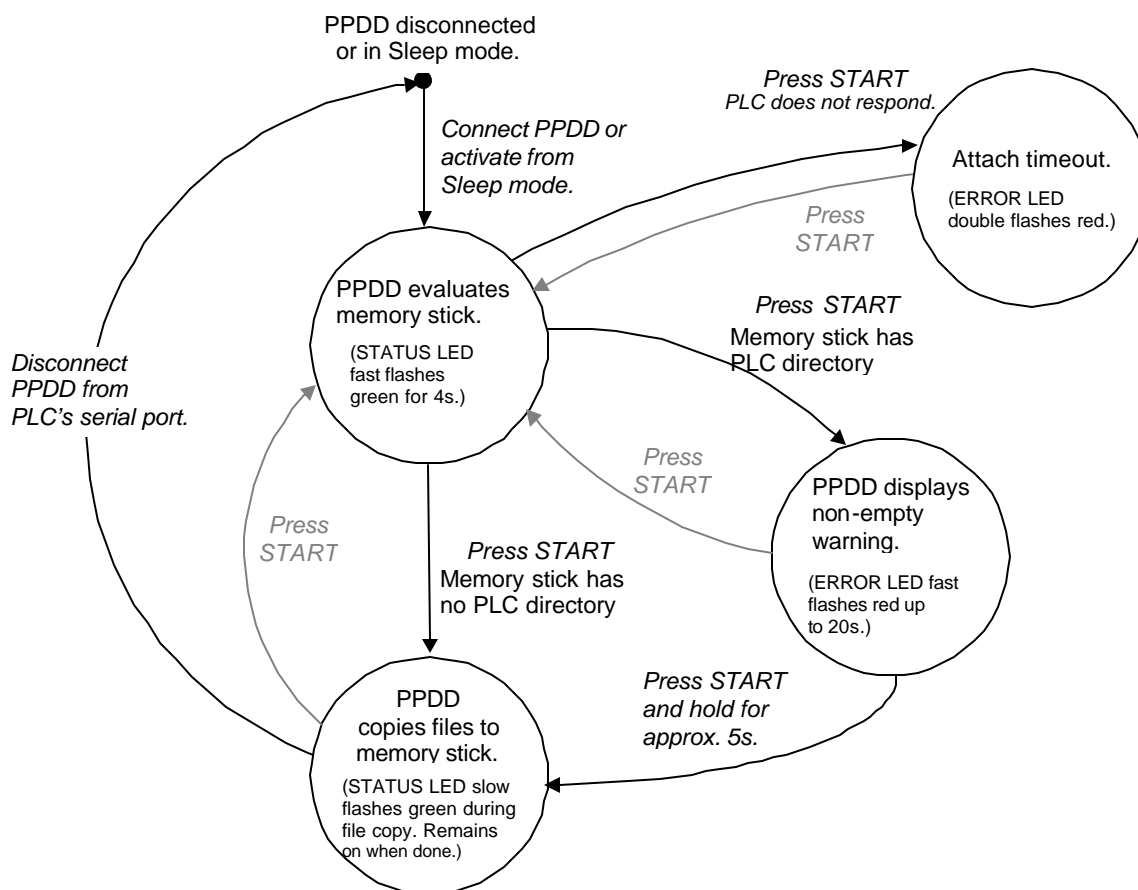 PPDD disconnected
or in Sleep mode.
Press START
PLC does not respond.
Connect PPDD or
activate from
Sleep mode.
Attach timeout.
(ERROR LED
double flashes red.)
Press
START
PPDD evaluates
memory stick.
(STATUS LED
fast flashes
green for 4s.)
Press START
Memory stick has
PLC directory
Disconnect
PPDD from
PLC's serial port.
Press
START
PPDD displays
non-empty
warning.
(ERROR LED fast
flashes red up
to 20s.)
Press
START
Press START
Memory stick has
no PLC directory
Press START
and hold for
approx. 5s.
PPDD
copies files to
memory stick.
(STATUS LED slow
flashes green during
file copy. Remains
on when done.)